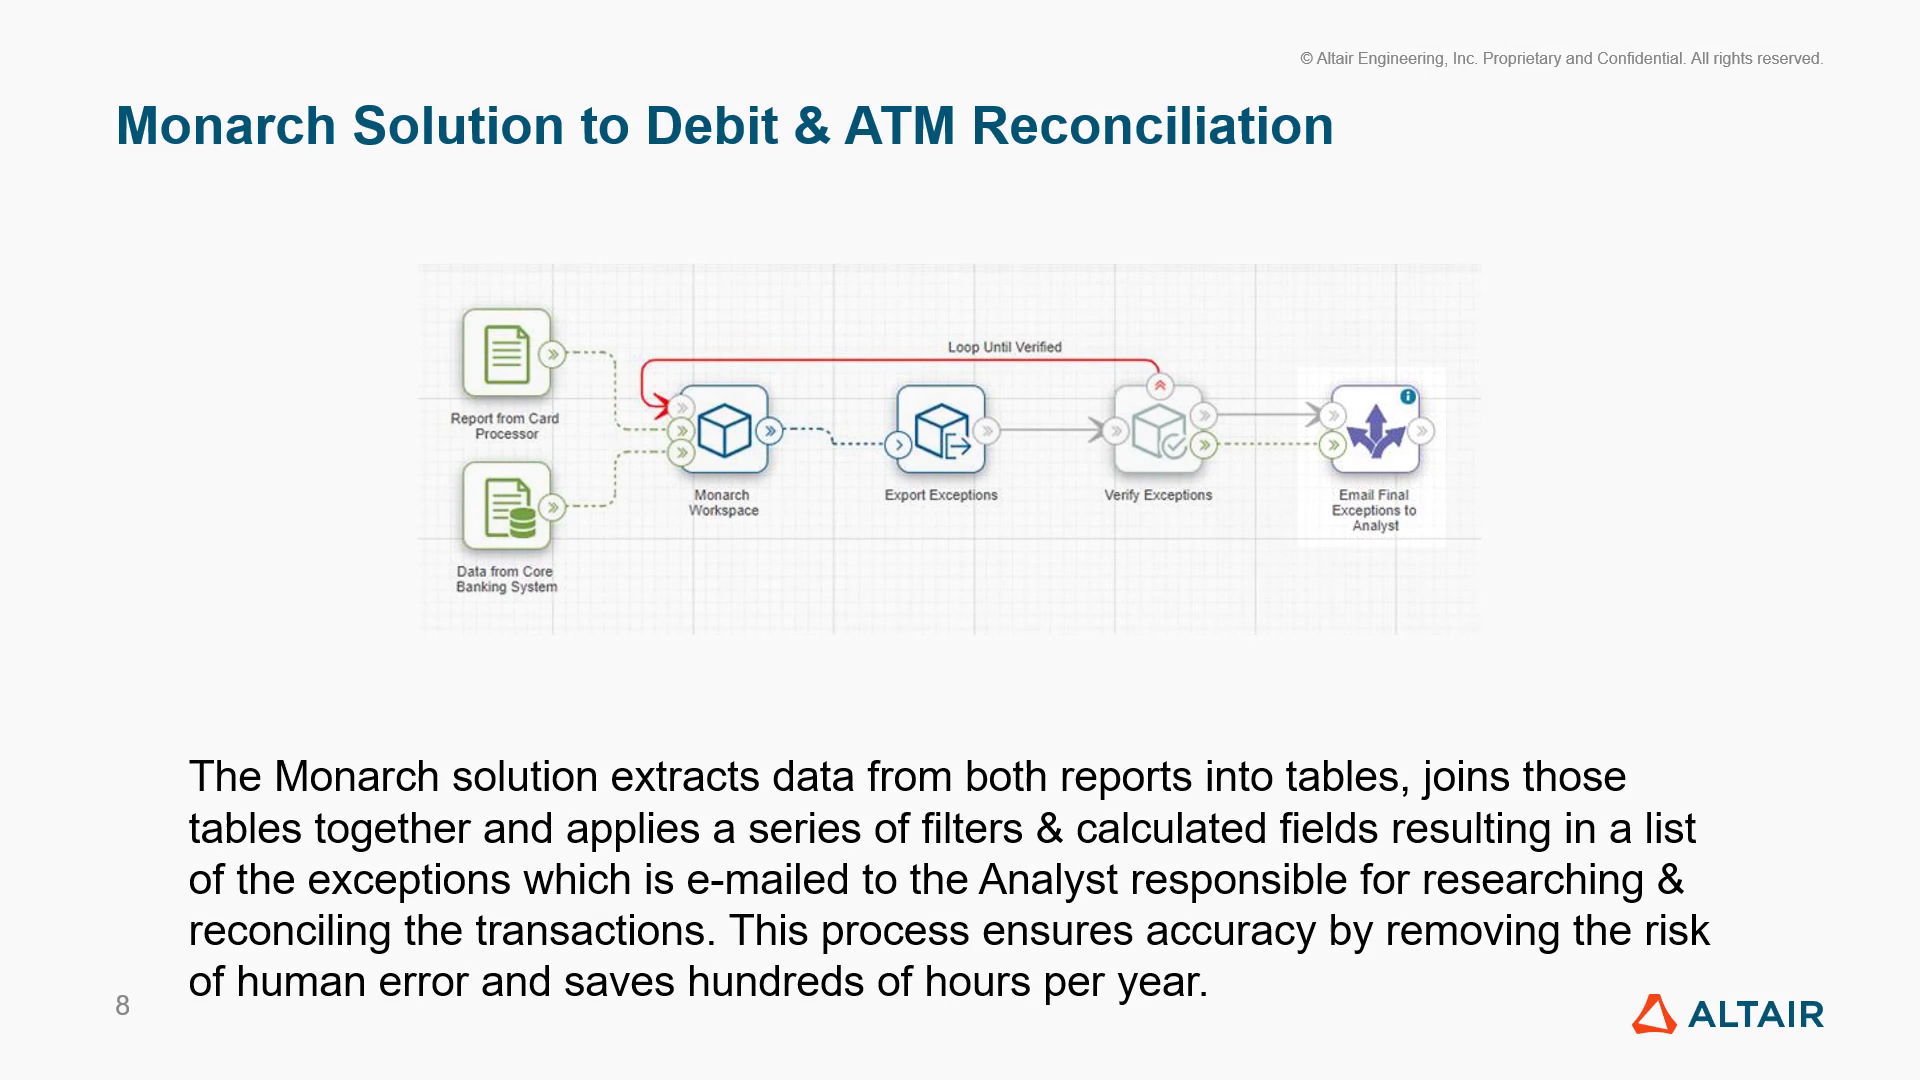 © Altair Engineering, Inc. Proprietary and Confidential. All rights reserved.
Monarch Solution to Debit & ATM Reconciliation
Loop Until Verified
Report from Card
Processor
Monarch
Workspace
Export Exceptions
Verify Exceptions
Email Final
Exceptions to
Analyst
Data from Core
Banking System
The Monarch solution extracts data from both reports into tables, joins those
tables together and applies a series of filters & calculated fields resulting in a list
of the exceptions which is e-mailed to the Analyst responsible for researching &
reconciling the transactions. This process ensures accuracy by removing the risk
of human error and saves hundreds of hours per year.
8
ALTAIR